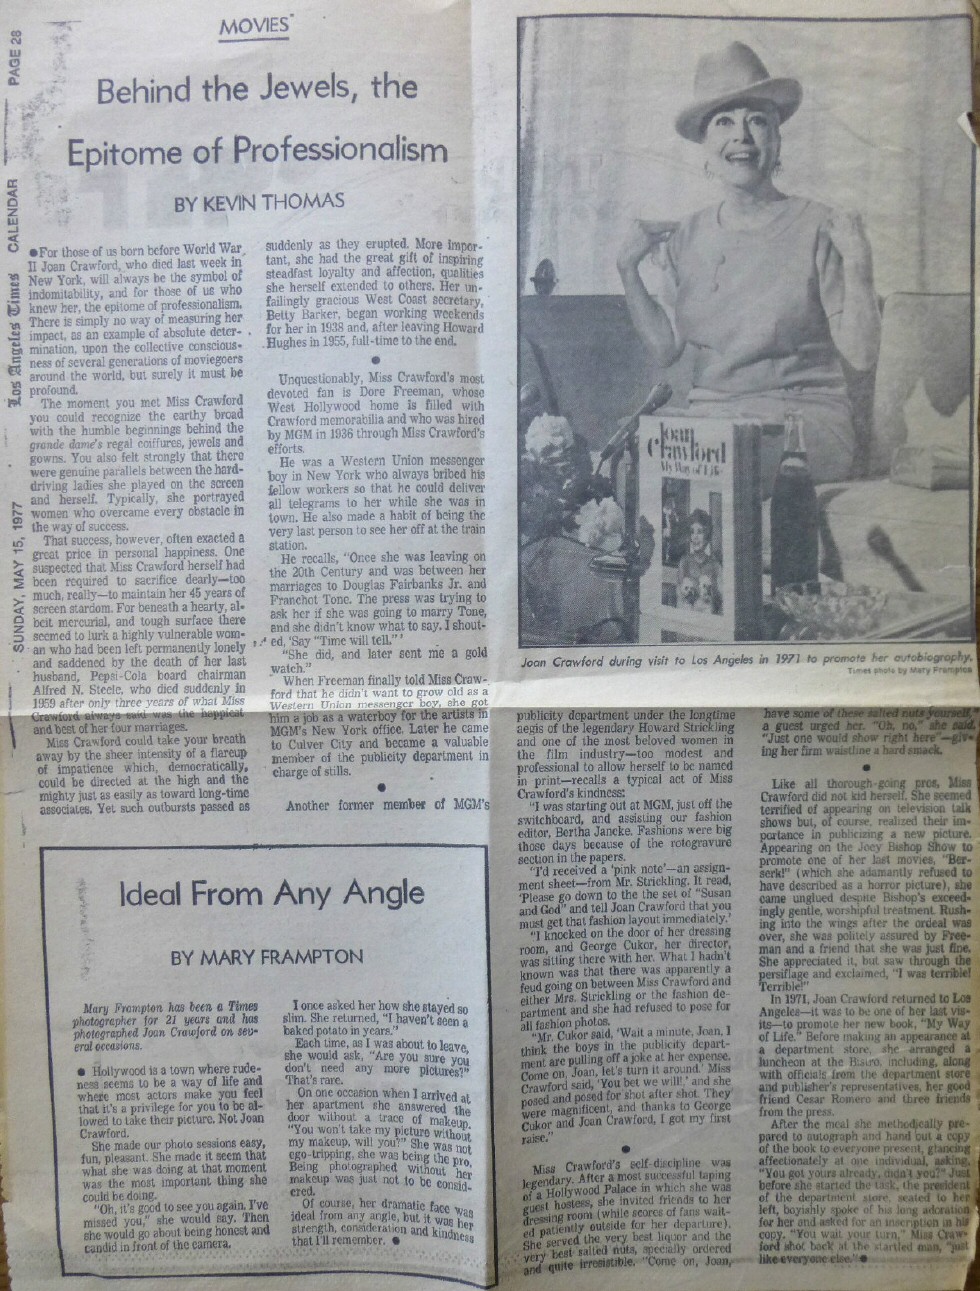 MOVIES
Behind the Jewels, the
Epitome of Professionalism
BY KEVIN THOMAS
SUNDAY, MAY 15, 1977
Los Angeles Times
CALENDAR
PAGE 28
●For those of us born before World War
II Joan Crawford, who died last week in
New York, will always be the symbol of
indomitability, and for those of us who
knew her, the epitome of professionalism.
There is simply no way of measuring her
impact, as an example of absolute deter-
mination, upon the collective conscious-
ness of several generations of moviegoers
around the world, but surely it must be
profound.
The moment you met Miss Crawford
you could recognize the earthy broad
with the humble beginnings behind the
grande dame's regal coiffures, jewels and
gowns. You also felt strongly that there
were genuine parallels between the hard-
driving ladies she played on the screen
and herself. Typically, she portrayed
women who overcame every obstacle in
the way of success.
That success, however, often exacted a
great price in personal happiness. One
suspected that Miss Crawford herself had
been required to sacrifice dearly—too
much, really—to maintain her 45 years of
screen stardom. For beneath a hearty, al-
beit mercurial, and tough surface there
seemed to lurk a highly vulnerable wom-
an who had been left permanently lonely
and saddened by the death of her last
husband, Pepsi-Cola board chairman
Alfred N. Steele, who died suddenly in
1959 after only three years of what Miss
Crawford always said was the happiest
and best of her four marriages.
Miss Crawford could take your breath
away by the sheer intensity of a flareup
of impatience which, democratically,
could be directed at the high and the
mighty just as easily as toward long-time
associates. Yet such outbursts passed as
suddenly as they erupted. More impor-
tant, she had the great gift of inspiring
steadfast loyalty and affection, qualities
she herself extended to others. Her un-
failingly gracious West Coast secretary,
Betty Barker, began working weekends
for her in 1938 and, after leaving Howard
Hughes in 1955, full-time to the end.
●
Unquestionably, Miss Crawford's most
devoted fan is Dore Freeman, whose
West Hollywood home is filled with
Crawford memorabilia and who was hired
by MGM in 1936 through Miss Crawford's
efforts.
He was a Western Union messenger
boy in New York who always bribed his
fellow workers so that he could deliver
all telegrams to her while she was in
town. He also made a habit of being the
very last person to see her off at the train
station.
He recalls, "Once she was leaving on
the 20th Century and was between her
marriages to Douglas Fairbanks Jr. and
Franchot Tone. The press was trying to
ask her if she was going to marry Tone,
and she didn't know what to say. I shout-
ed, 'Say "Time will tell."'
"She did, and later sent me a gold
watch."
When Freeman finally told Miss Craw-
ford that he didn't want to grow old as a
Western Union messenger boy, she got
him a job as a waterboy for the artists in
MGM's New York office. Later he came
to Culver City and became a valuable
member of the publicity department in
charge of stills.
●
Another former member of MGM's
Joan Crawford
My Way of Life
Joan Crawford during visit to Los Angeles in 1971 to promote her autobiography.
Times photo by Mary Frampton
publicity department under the longtime
aegis of the legendary Howard Strickling
and one of the most beloved women in
the film industry—too modest and
professional to allow herself to be named
in print—recalls a typical act of Miss
Crawford's kindness:
"I was starting out at MGM, just off the
switchboard, and assisting our fashion
editor, Bertha Jancke. Fashions were big
those days because of the rotogravure
section in the papers.
"I'd received a 'pink note'—an assign-
ment sheet—from Mr. Strickling. It read,
'Please go down to the the set of "Susan
and God" and tell Joan Crawford that you
must get that fashion layout immediately.'
"I knocked on the door of her dressing
room, and George Cukor, her director,
was sitting there with her. What I hadn't
known was that there was apparently a
feud going on between Miss Crawford and
either Mrs. Strickling or the fashion de-
partment and she had refused to pose for
all fashion photos.
"Mr. Cukor said, 'Wait a minute, Joan, I
think the boys in the publicity depart-
ment are pulling off a joke at her expense.
Come on, Joan, let's turn it around.' Miss
Crawford said, 'You bet we will!' and she
posed and posed for shot after shot. They
were magnificent, and thanks to George
Cukor and Joan Crawford, I got my first
raise."
●
Miss Crawford's self-discipline was
legendary. After a most successful taping
of a Hollywood Palace in which she was
guest hostess, she invited friends to her
dressing room (while scores of fans wait-
ed patiently outside for her departure).
She served the very best liquor and the
very best salted nuts, specially ordered
and quite irresistible. "Come on, Joan,
have some of these salted nuts yourself,"
a guest urged her. "Oh, no," she said.
"Just one would show right here"—giv-
ing her firm waistline a hard smack.
●
Like all thorough-going pros, Miss
Crawford did not kid herself. She seemed
terrified of appearing on television talk
shows but, of course, realized their im-
portance in publicizing a new picture.
Appearing on the Joey Bishop Show to
promote one of her last movies, "Ber-
serk!" (which she adamantly refused to
have described as a horror picture), she
came unglued despite Bishop's exceed-
ingly gentle, worshipful treatment. Rush-
ing into the wings after the ordeal was
over, she was politely assured by Free-
man and a friend that she was just fine.
She appreciated it, but saw through the
persiflage and exclaimed, "I was terrible!
Terrible!"
In 1971, Joan Crawford returned to Los
Angeles—it was to be one of her last vis-
its—to promote her new book, "My Way
of Life." Before making an appearance at
a department store, she arranged a
luncheon at the Bistro, including, along
with officials from the department store
and publisher's representatives, her good
friend Cesar Romero and three friends
from the press.
After the meal she methodically pre-
pared to autograph and hand out a copy
of the book to everyone present, glancing
affectionately at one individual, asking,
"You got yours already, didn't you?" Just
before she started the task, the president
of the department store, seated to her
left, boyishly spoke of his long adoration
for her and asked for an inscription in his
copy. "You wait your turn," Miss Craw-
ford shot back at the startled man, "just
like everyone else."●
Ideal From Any Angle
BY MARY FRAMPTON
Mary Frampton has been a Times
photographer for 21 years and has
photographed Joan Crawford on sev-
eral occasions.
● Hollywood is a town where rude-
ness seems to be a way of life and
where most actors make you feel
that it's a privilege for you to be al-
lowed to take their picture. Not Joan
Crawford.
She made our photo sessions easy,
fun, pleasant. She made it seem that
what she was doing at that moment
was the most important thing she
could be doing.
"Oh, it's good to see you again. I've
missed you," she would say. Then
she would go about being honest and
candid in front of the camera.
I once asked her how she stayed so
slim. She returned, "I haven't seen a
baked potato in years."
Each time, as I was about to leave,
she would ask, "Are you sure you
don't need any more pictures?"
That's rare.
On one occasion when I arrived at
her apartment she answered the
door without a trace of makeup.
"You won't take my picture without
my makeup, will you?" She was not
ego-tripping, she was being the pro.
Being photographed without her
makeup was just not to be consid-
ered.
Of course, her dramatic face was
ideal from any angle, but it was her
strength, consideration and kindness
that I'll remember. ●